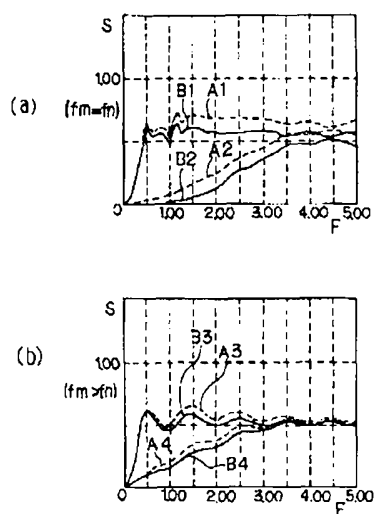 S
1.00
(a)
(fm=fn)
B1 A1
B2 A2
0 1.00 2.00 3.00 4.00 5.00
F
S
1.00
(b)
(fm>fn)
B3 A3
A4 B4
0 1.00 2.00 3.00 4.00 5.00
F